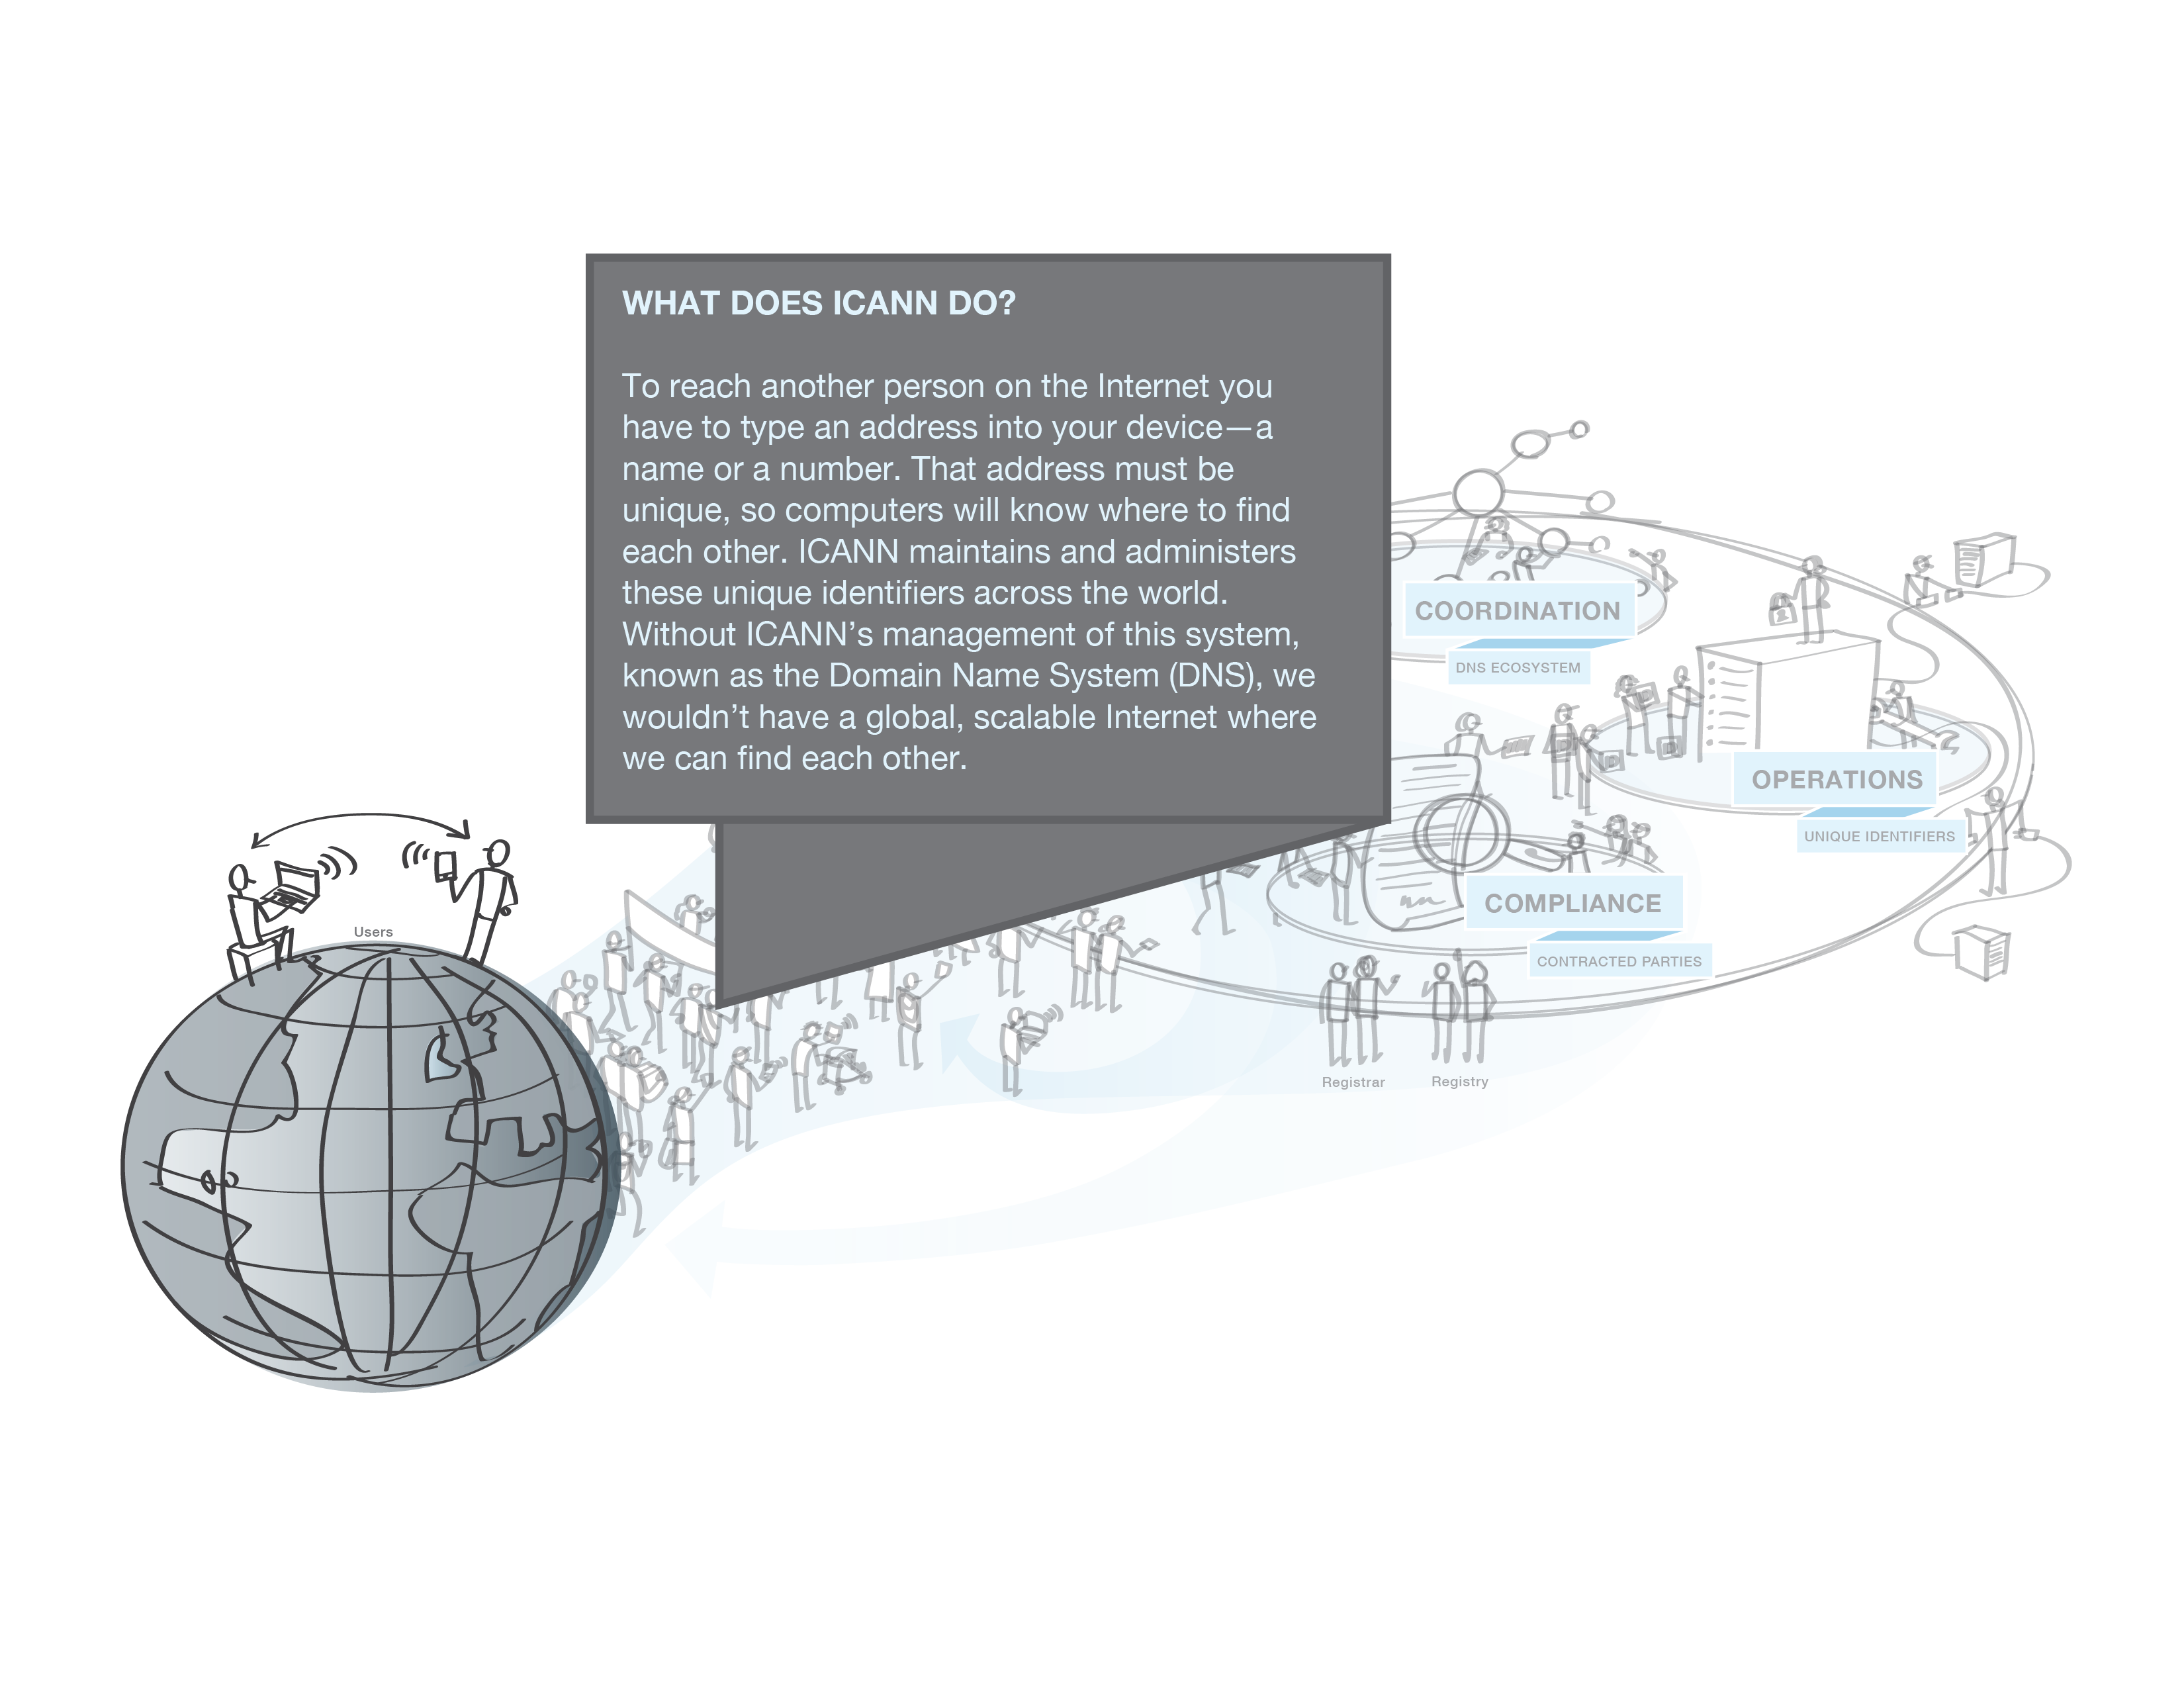 WHAT DOES ICANN DO?
To reach another person on the Internet you
have to type an address into your device—a
name or a number. That address must be
unique, so computers will know where to find
each other. ICANN maintains and administers
these unique identifiers across the world.
Without ICANN’s management of this system,
known as the Domain Name System (DNS), we
wouldn’t have a global, scalable Internet where
we can find each other.
COORDINATION
DNS ECOSYSTEM
OPERATIONS
UNIQUE IDENTIFIERS
COMPLIANCE
CONTRACTED PARTIES
Users
Registrar
Registry